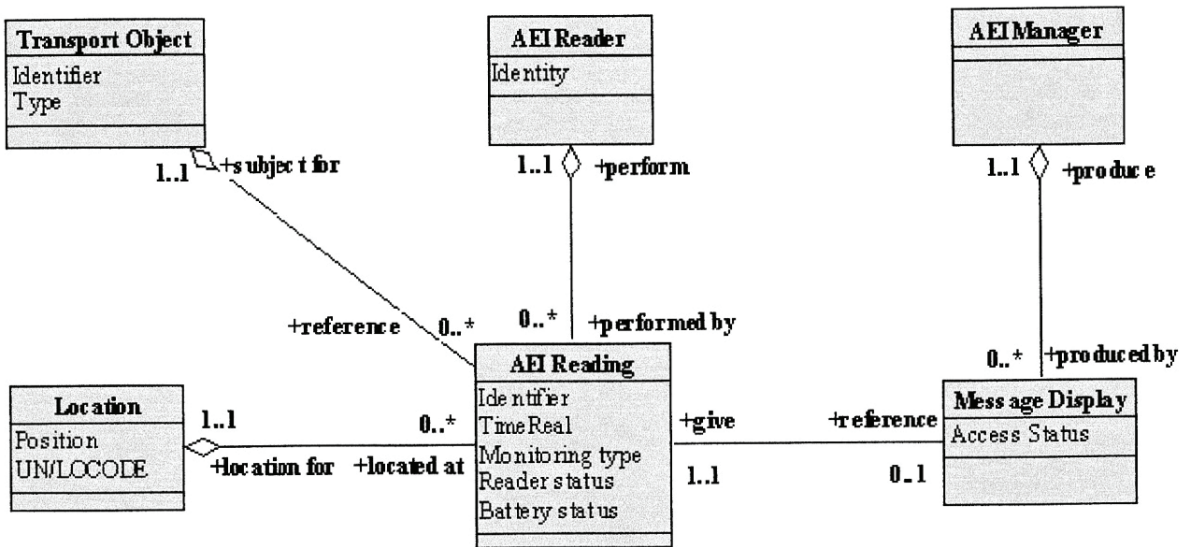 Transport Object
Identifier
Type
AEI Reader
Identity
AEI Manager
1..1 +subject for
1..1 +perform
1..1 +produce
+reference 0..*
0..* +performed by
0..* +produced by
Location
Position
UN/LOCODE
1..1 0..*
+location for +located at
AEI Reading
Identifier
TimeReal
Monitoring type
Reader status
Battery status
+give +reference
1..1 0..1
Message Display
Access Status